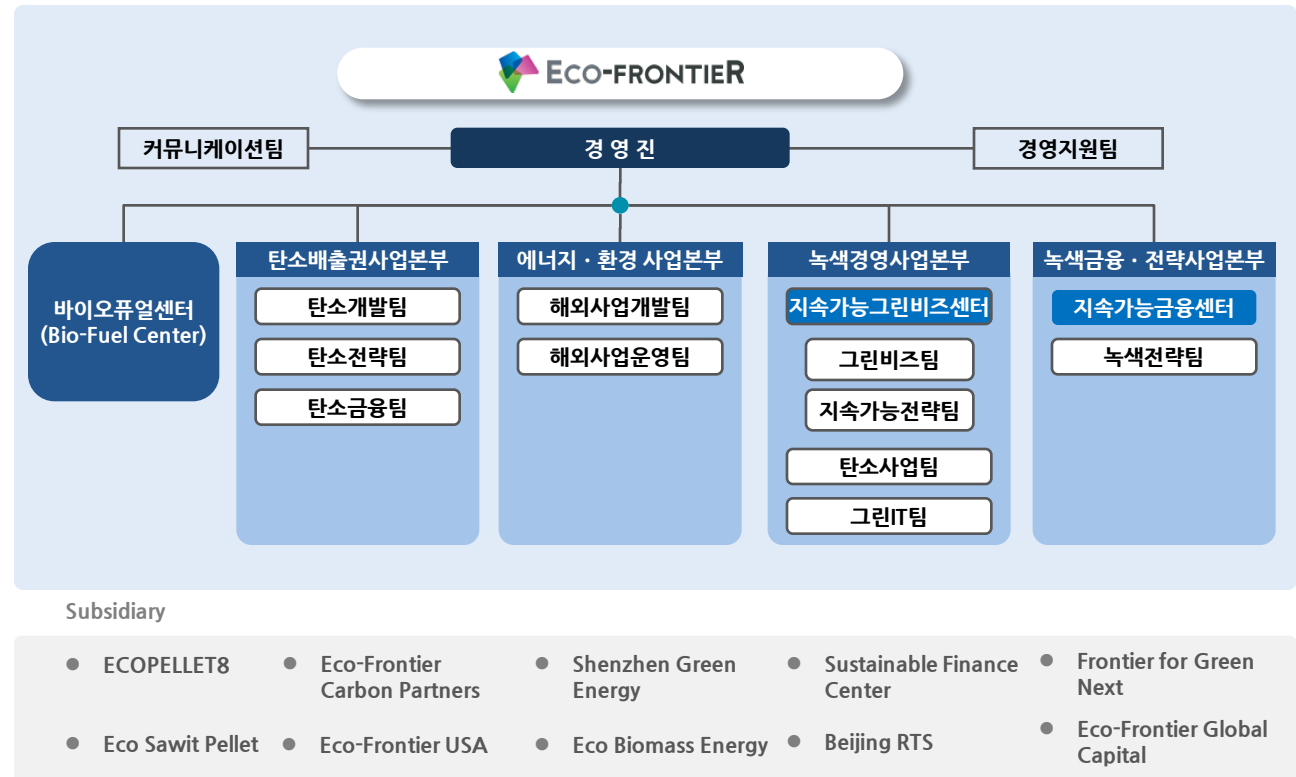 ECO-FRONTIER
커뮤니케이션팀
경 영 진
경영지원팀
바이오퓨얼센터
(Bio-Fuel Center)
탄소배출권사업본부
탄소개발팀
탄소전략팀
탄소금융팀
에너지 · 환경 사업본부
해외사업개발팀
해외사업운영팀
녹색경영사업본부
지속가능그린비즈센터
그린비즈팀
지속가능전략팀
탄소사업팀
그린IT팀
녹색금융 · 전략사업본부
지속가능금융센터
녹색전략팀
Subsidiary
ECOPELLET8
Eco-Frontier
Carbon Partners
Shenzhen Green
Energy
Sustainable Finance
Center
Frontier for Green
Next
Eco Sawit Pellet
Eco-Frontier USA
Eco Biomass Energy
Beijing RTS
Eco-Frontier Global
Capital